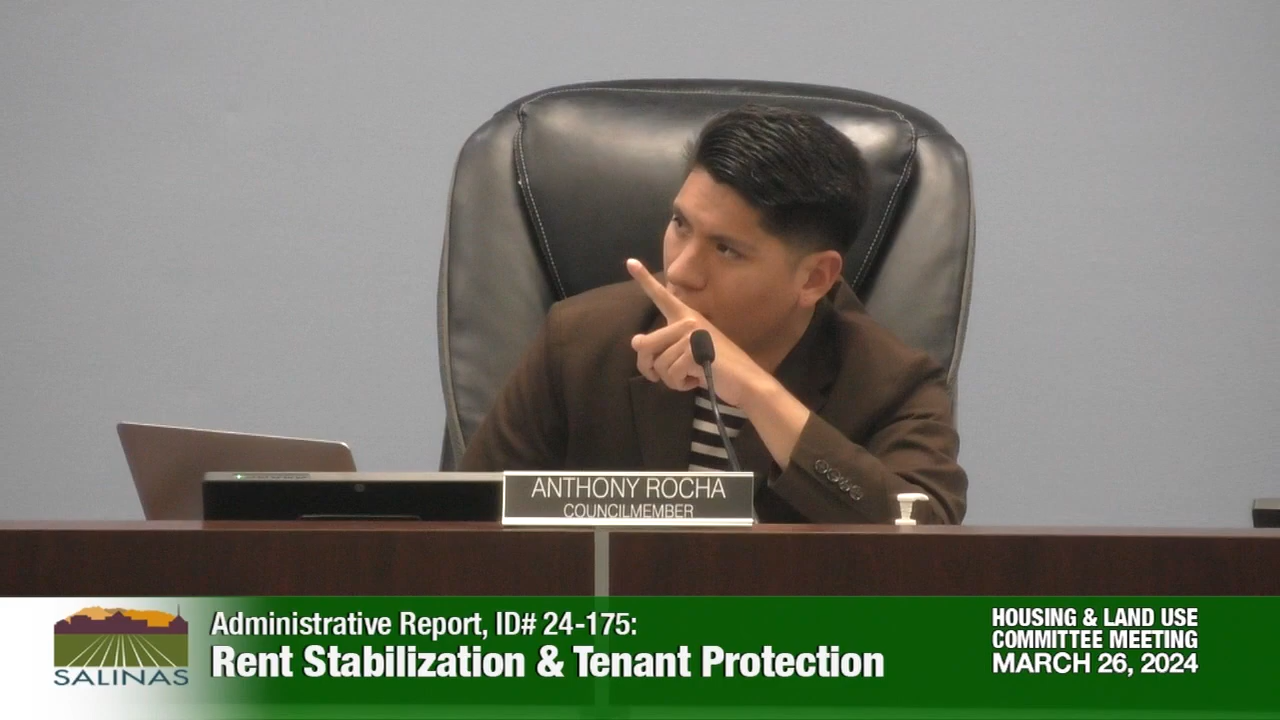 ANTHONY ROCHA
COUNCILMEMBER
SALINAS
Administrative Report, ID# 24-175:
Rent Stabilization & Tenant Protection
HOUSING & LAND USE
COMMITTEE MEETING
MARCH 26, 2024